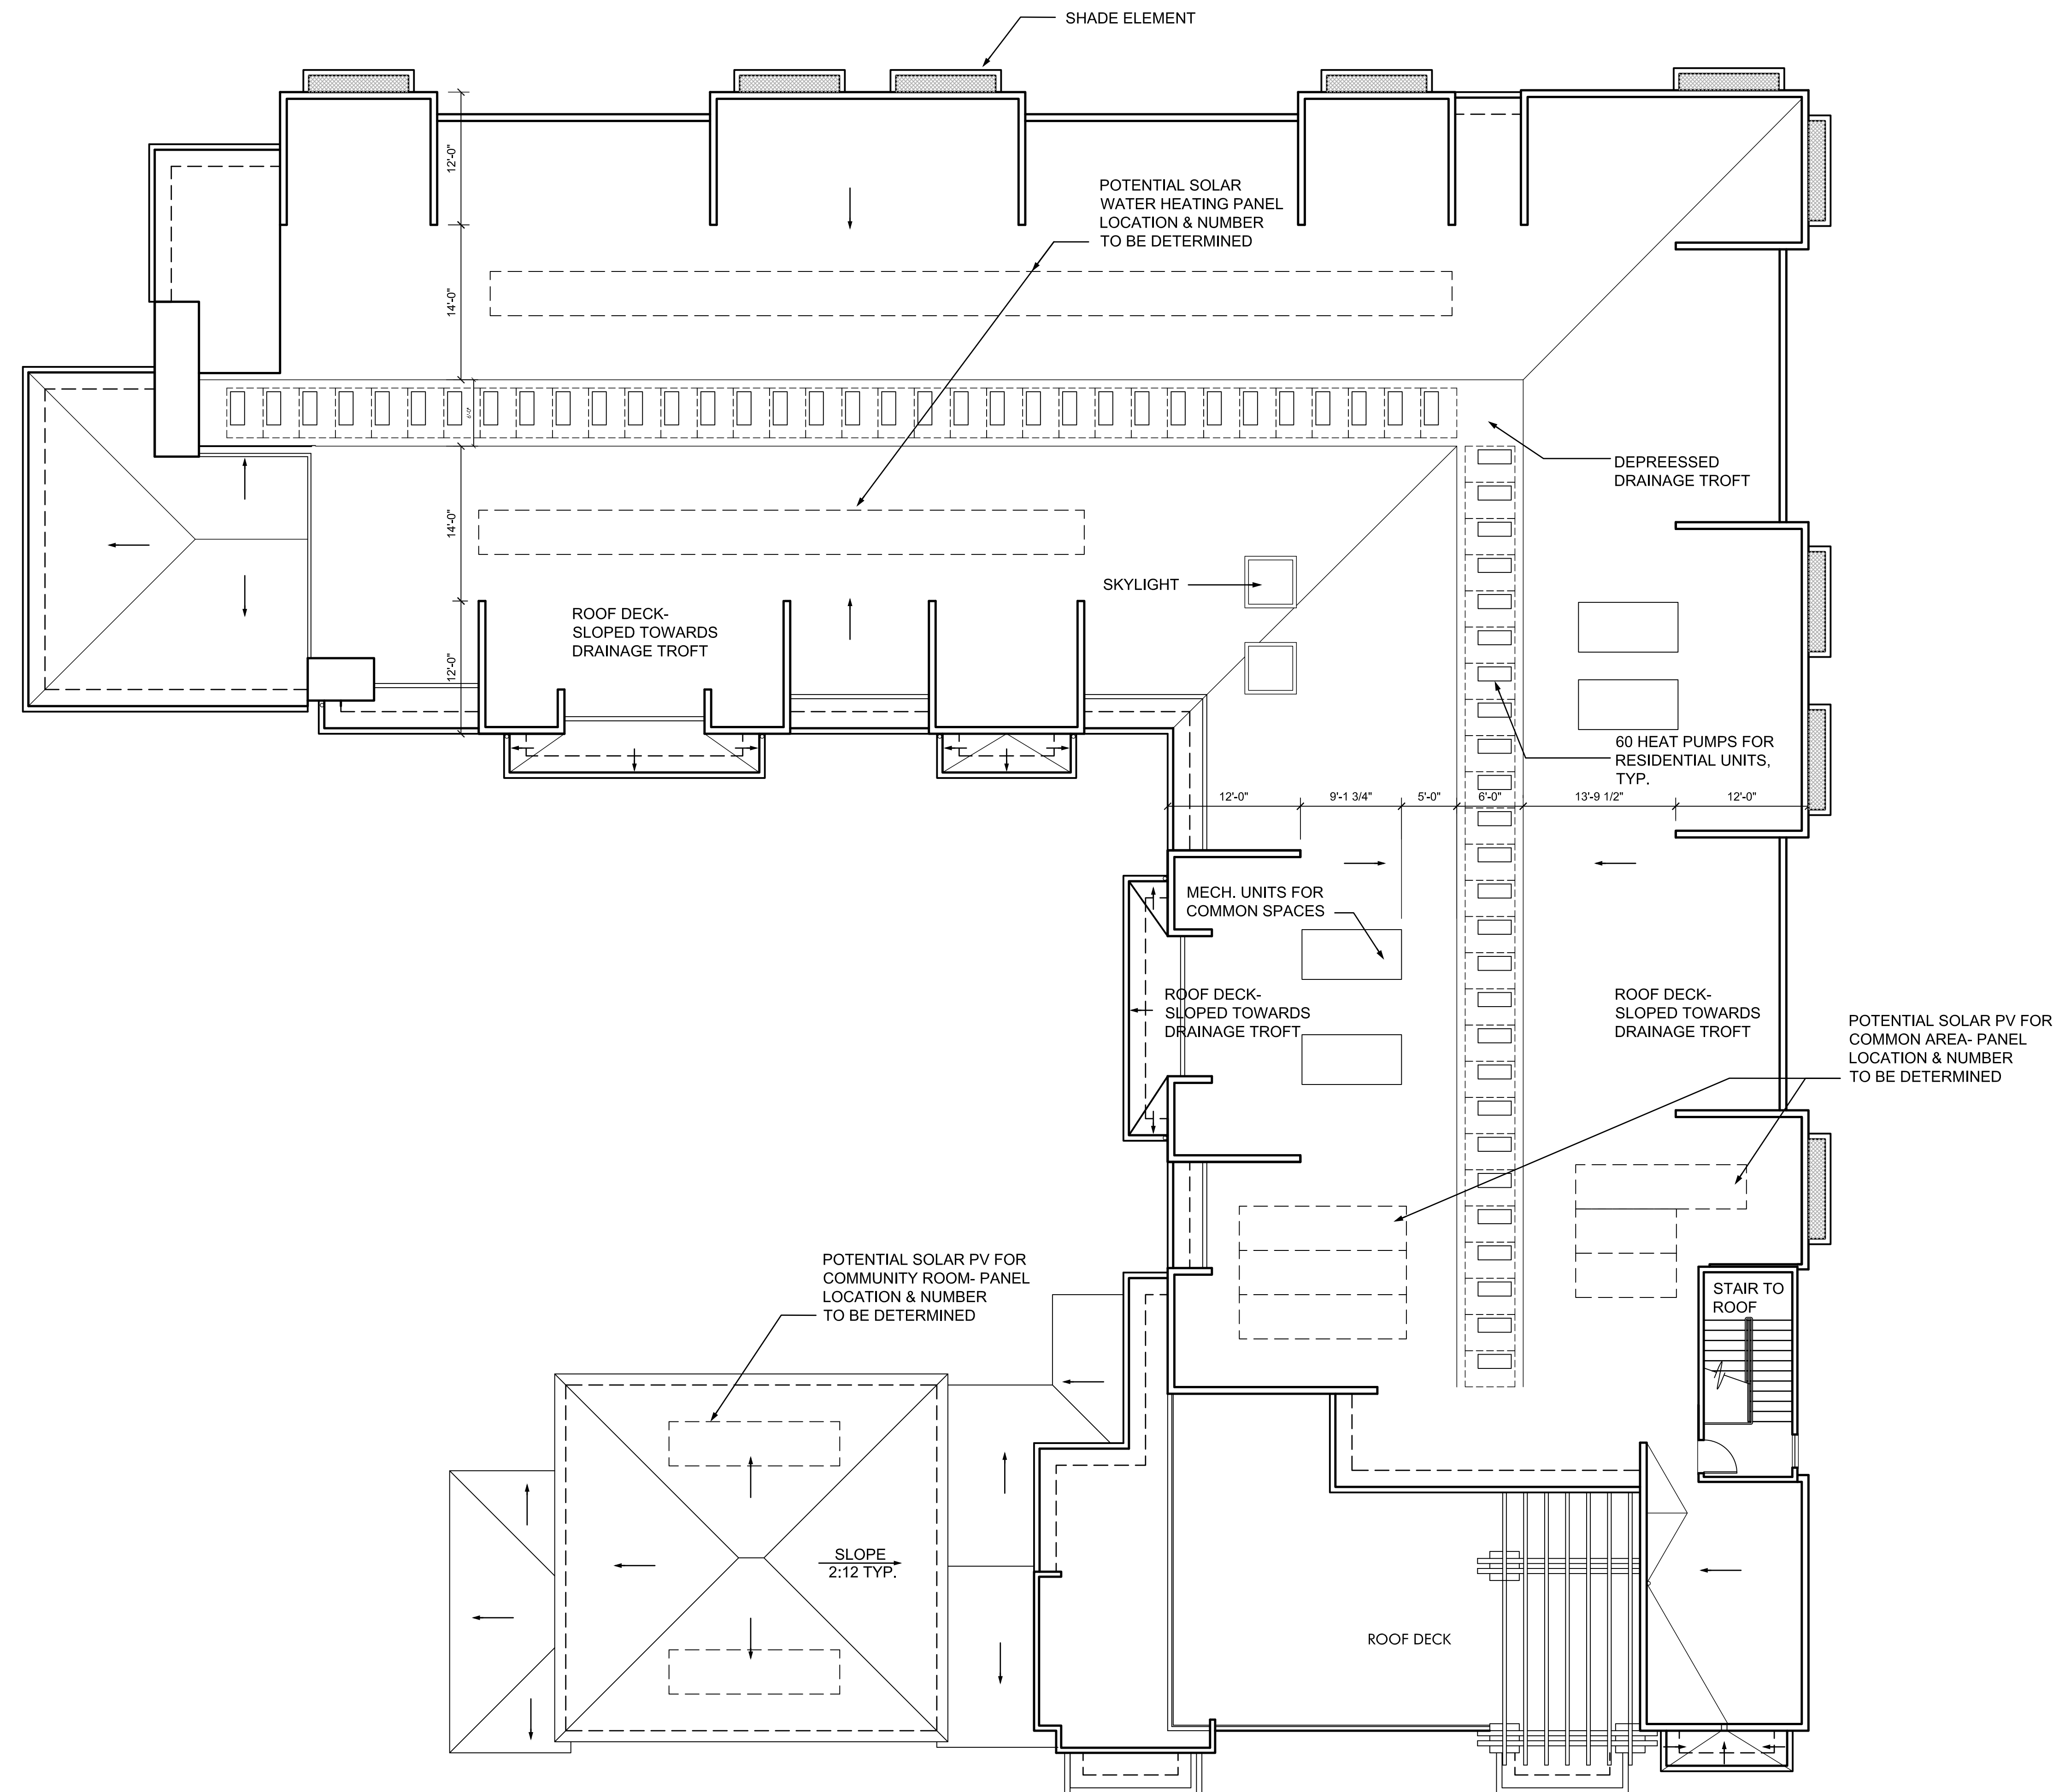 SHADE ELEMENT
12'-0"
POTENTIAL SOLAR
WATER HEATING PANEL
LOCATION & NUMBER
TO BE DETERMINED
14'-0"
6'-0"
DEPREESSED
DRAINAGE TROFT
14'-0"
SKYLIGHT
ROOF DECK-
SLOPED TOWARDS
DRAINAGE TROFT
12'-0"
60 HEAT PUMPS FOR
RESIDENTIAL UNITS,
TYP.
12'-0"
9'-1 3/4"
5'-0"
6'-0"
13'-9 1/2"
12'-0"
MECH. UNITS FOR
COMMON SPACES
ROOF DECK-
SLOPED TOWARDS
DRAINAGE TROFT
ROOF DECK-
SLOPED TOWARDS
DRAINAGE TROFT
POTENTIAL SOLAR PV FOR
COMMON AREA- PANEL
LOCATION & NUMBER
TO BE DETERMINED
POTENTIAL SOLAR PV FOR
COMMUNITY ROOM- PANEL
LOCATION & NUMBER
TO BE DETERMINED
STAIR TO
ROOF
SLOPE
2:12 TYP.
ROOF DECK